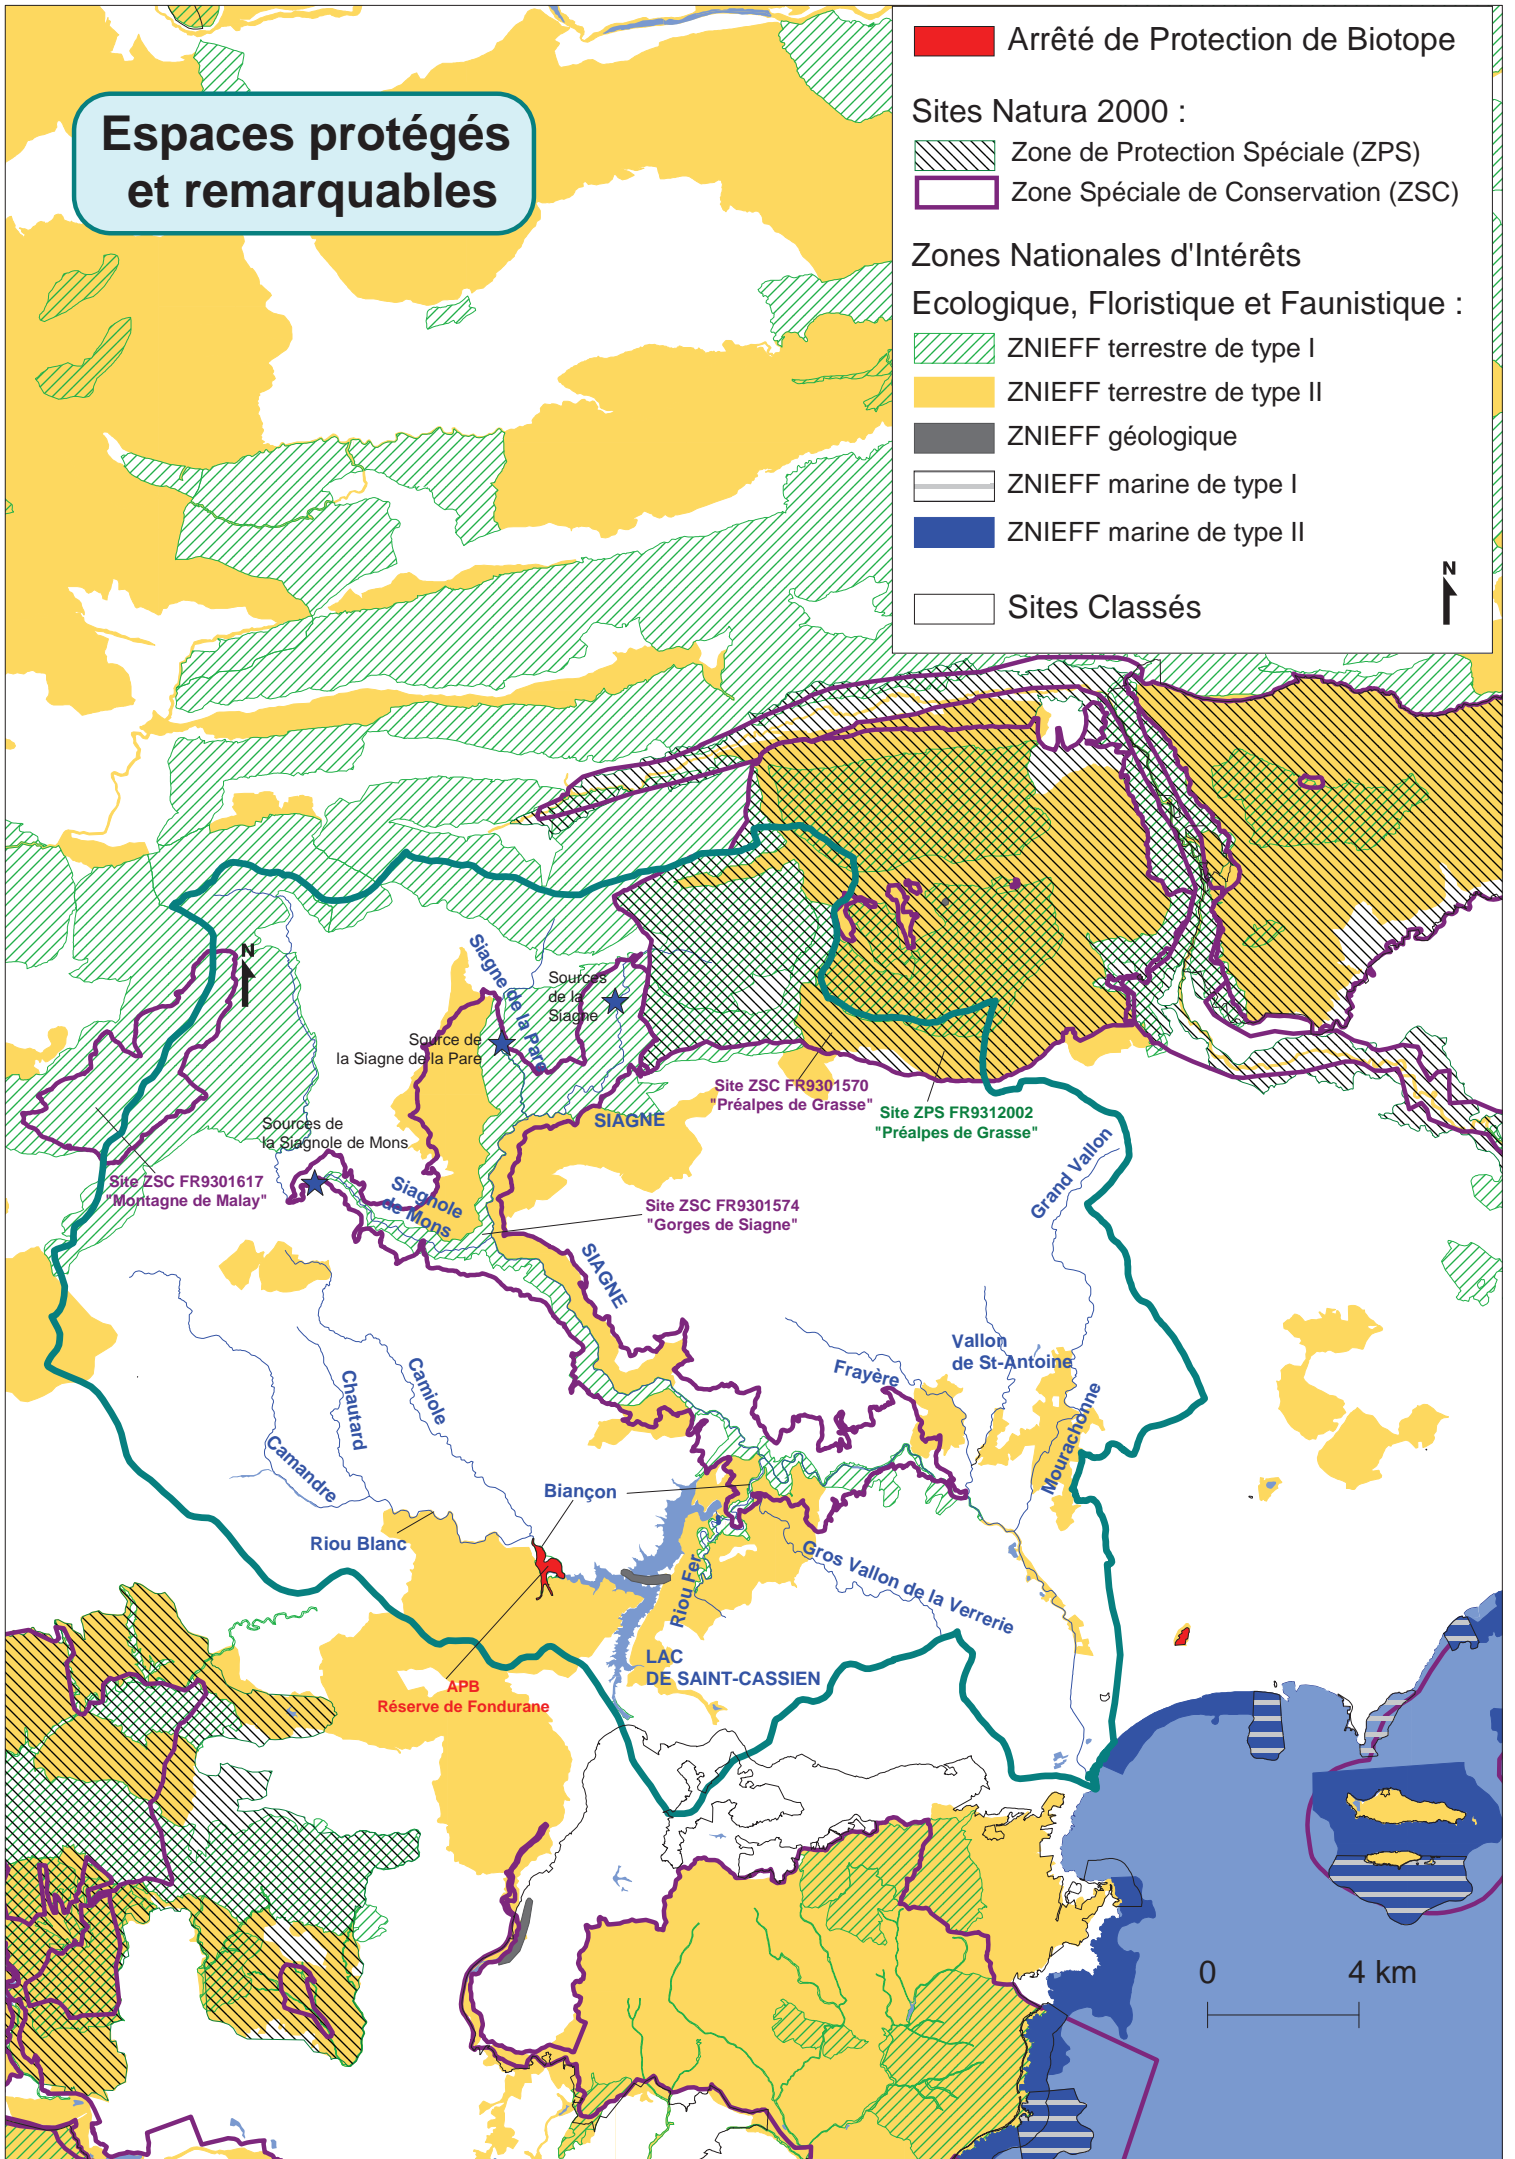 Espaces protégés
et remarquables
Arrêté de Protection de Biotope
Sites Natura 2000 :
Zone de Protection Spéciale (ZPS)
Zone Spéciale de Conservation (ZSC)
Zones Nationales d'Intérêts
Ecologique, Floristique et Faunistique :
ZNIEFF terrestre de type I
ZNIEFF terrestre de type II
ZNIEFF géologique
ZNIEFF marine de type I
ZNIEFF marine de type II
N
Sites Classés
N
Siagne de la Pare
Sources
de la
Siagne
Source de
la Siagne de la Pare
Site ZSC FR9301570
"Préalpes de Grasse"
Site ZPS FR9312002
"Préalpes de Grasse"
SIAGNE
Sources de
la Siagnole de Mons
Grand Vallon
Site ZSC FR9301617
"Montagne de Malay"
Siagnole
de Mons
Site ZSC FR9301574
"Gorges de Siagne"
SIAGNE
Vallon
de St-Antoine
Frayère
Camiole
Chautard
Mourachonne
Camandre
Biançon
Riou Blanc
Gros Vallon de la Verrerie
Riou Fer
LAC
DE SAINT-CASSIEN
APB
Réserve de Fondurane
0 4 km